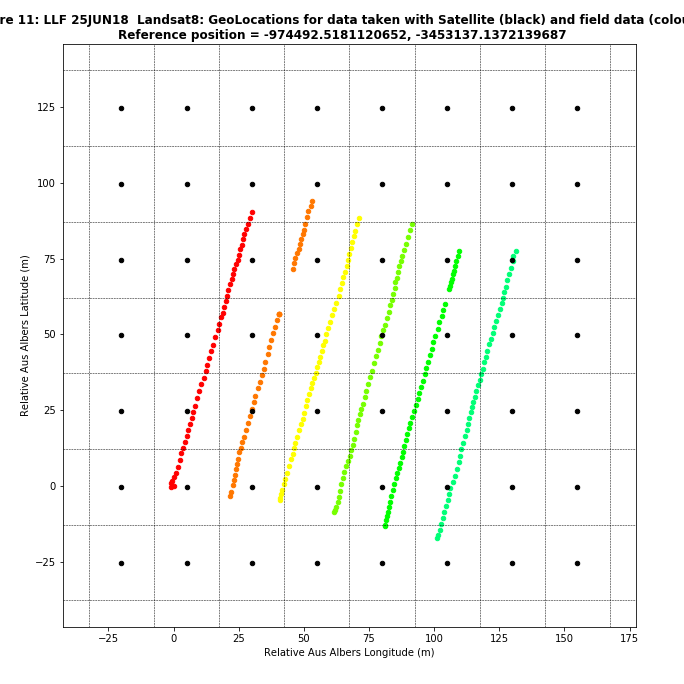 re 11: LLF 25JUN18  Landsat8: GeoLocations for data taken with Satellite (black) and field data (colou
Reference position = -974492.5181120652, -3453137.1372139687
125
100
75
50
25
0
−25
Relative Aus Albers Latitude (m)
−25 0 25 50 75 100 125 150 175
Relative Aus Albers Longitude (m)